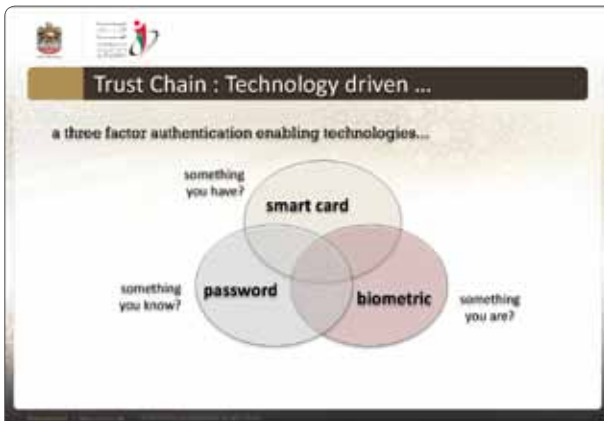 Trust Chain : Technology driven ...
a three factor authentication enabling technologies...
something
you have?
smart card
something
you know?
password
biometric
something
you are?